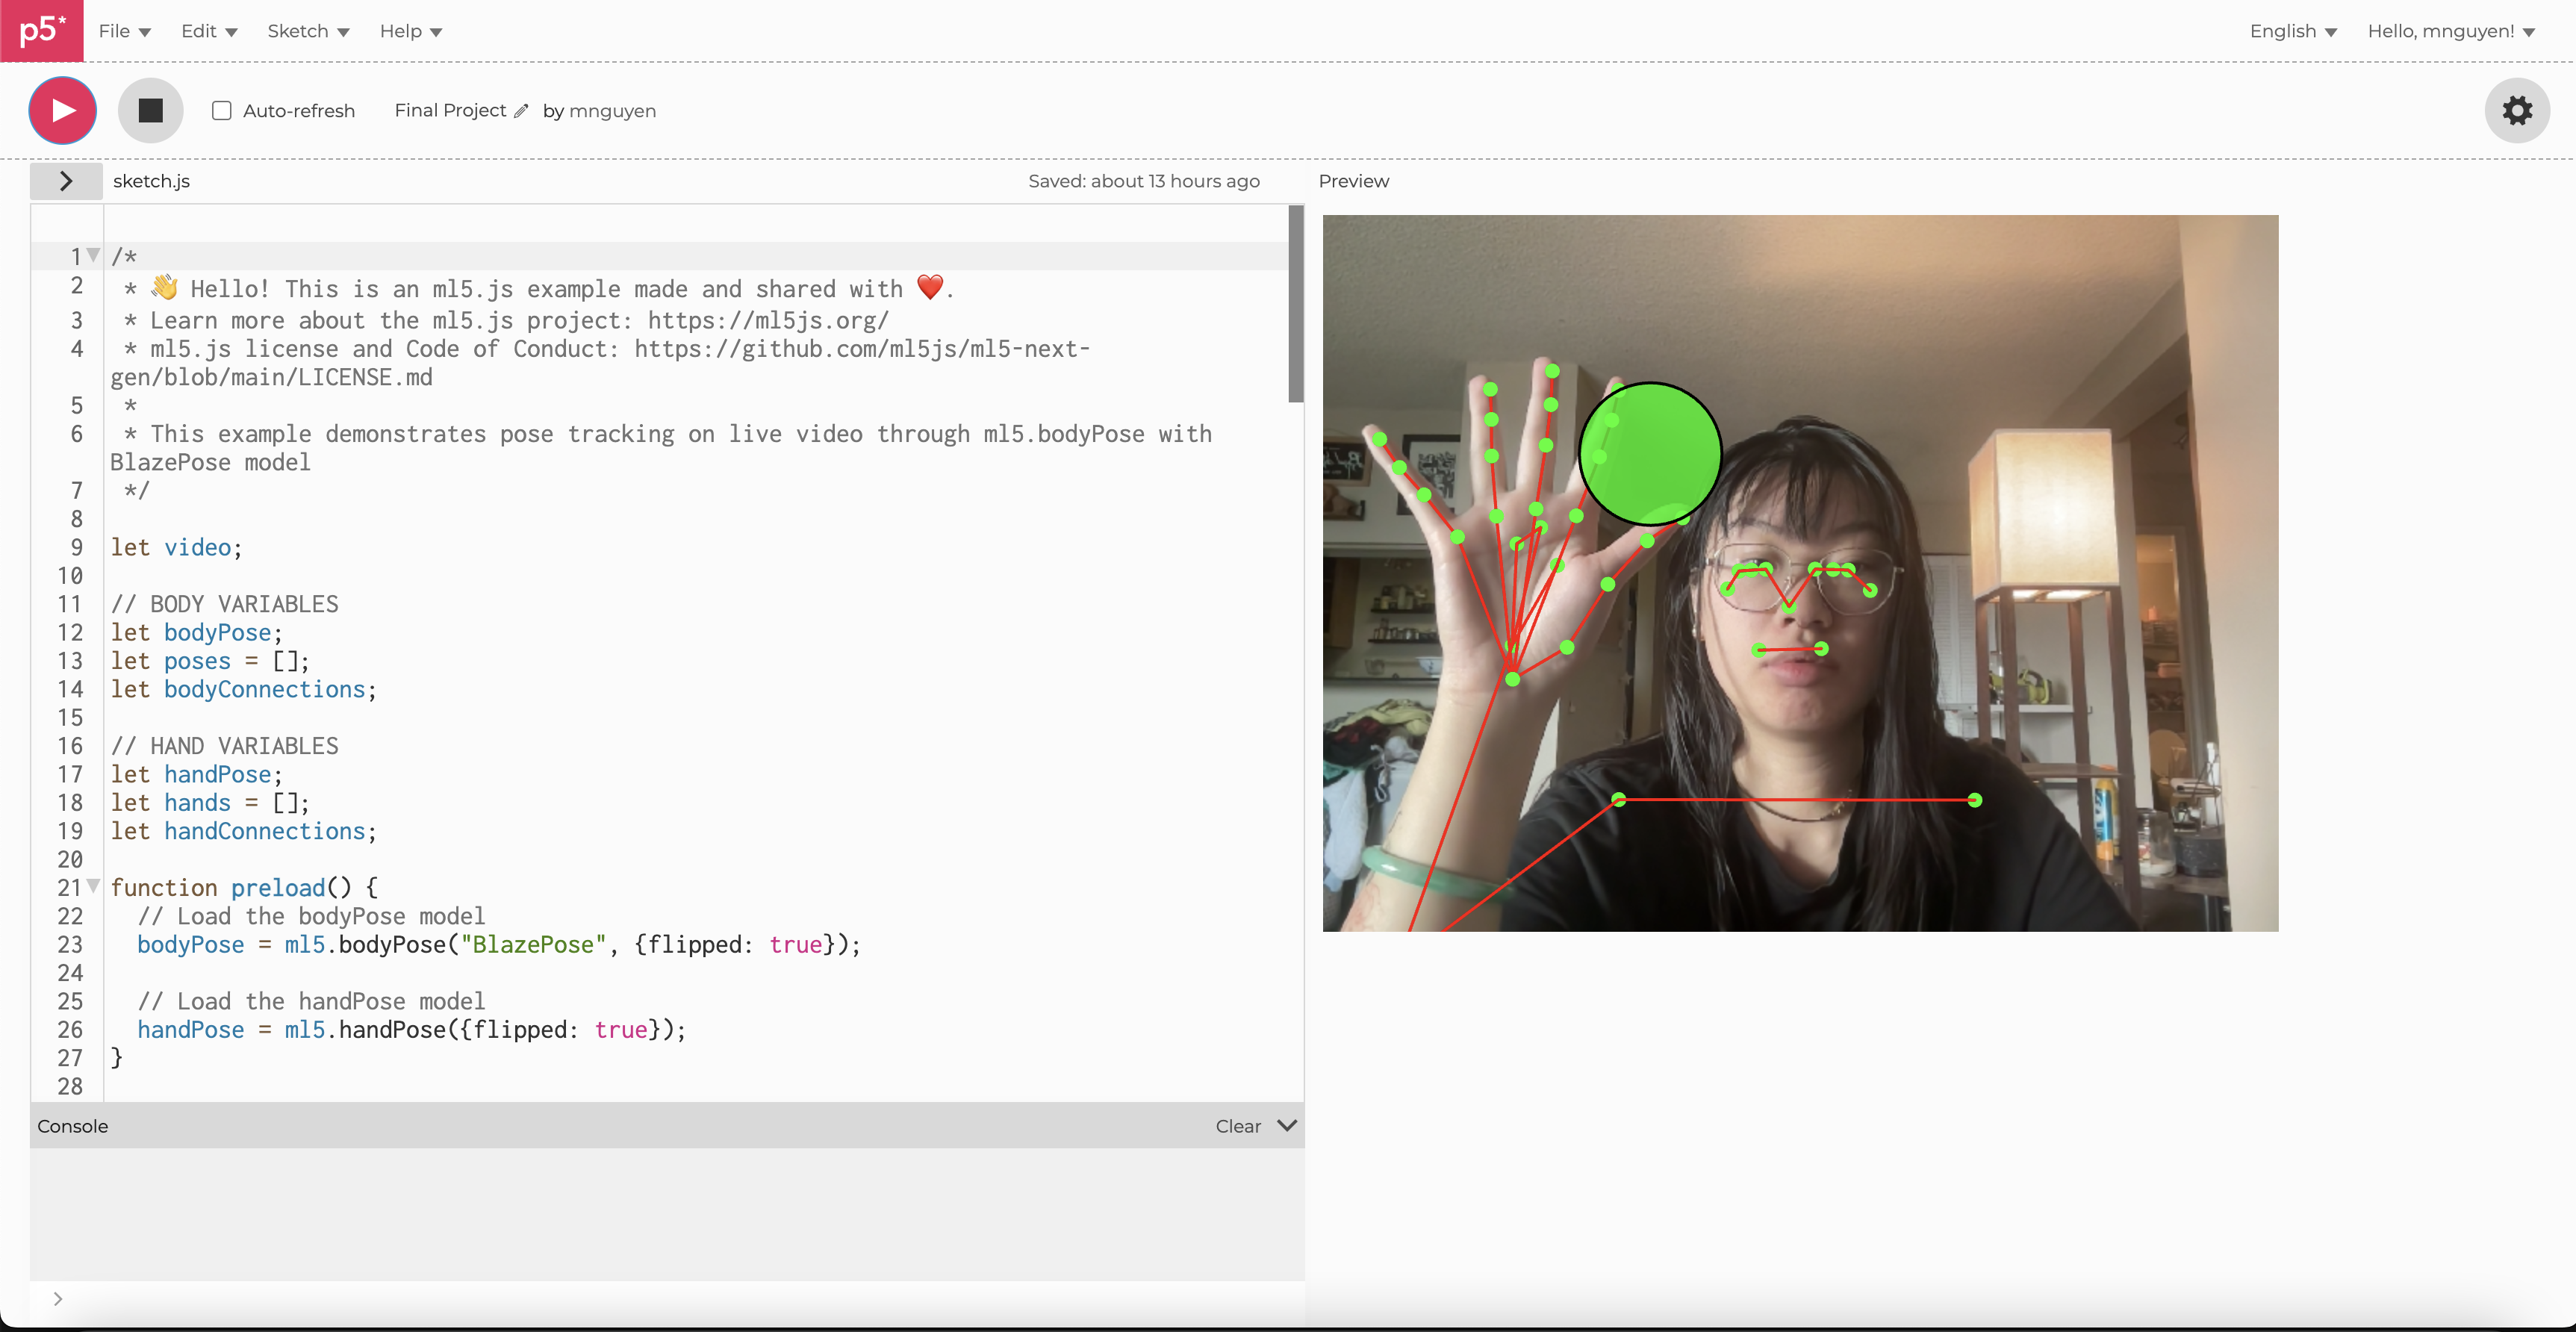 p5* File Edit Sketch Help English Hello, mnguyen!
Auto-refresh Final Project by mnguyen
sketch.js Saved: about 13 hours ago Preview
1 /*
2  * 👋 Hello! This is an ml5.js example made and shared with ❤️.
3  * Learn more about the ml5.js project: https://ml5js.org/
4  * ml5.js license and Code of Conduct: https://github.com/ml5js/ml5-next-
gen/blob/main/LICENSE.md
5  *
6  * This example demonstrates pose tracking on live video through ml5.bodyPose with
BlazePose model
7  */
8
9 let video;
10
11 // BODY VARIABLES
12 let bodyPose;
13 let poses = [];
14 let bodyConnections;
15
16 // HAND VARIABLES
17 let handPose;
18 let hands = [];
19 let handConnections;
20
21 function preload() {
22   // Load the bodyPose model
23   bodyPose = ml5.bodyPose("BlazePose", {flipped: true});
24
25   // Load the handPose model
26   handPose = ml5.handPose({flipped: true});
27 }
28
Console Clear
>